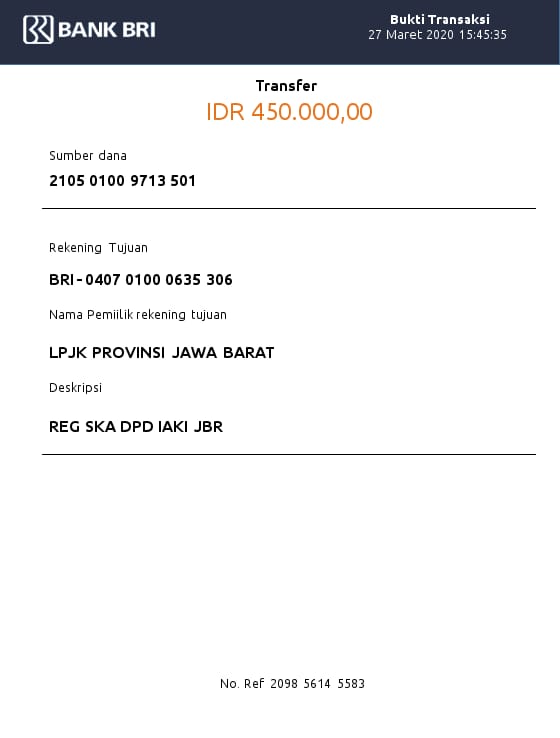 BANK BRI
Bukti Transaksi
27 Maret 2020 15:45:35
Transfer
IDR 450.000,00
Sumber dana
2105 0100 9713 501
Rekening Tujuan
BRI - 0407 0100 0635 306
Nama Pemiilik rekening tujuan
LPJK PROVINSI JAWA BARAT
Deskripsi
REG SKA DPD IAKI JBR
No. Ref 2098 5614 5583